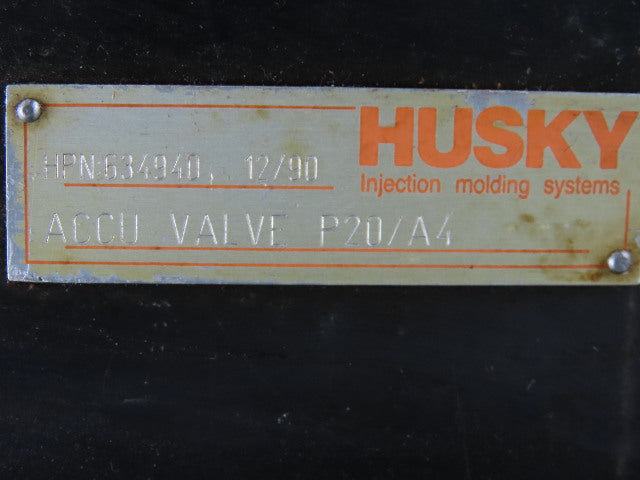 HUSKY
Injection molding systems
HPN:634940, 12/90
ACCU VALVE P20/A4